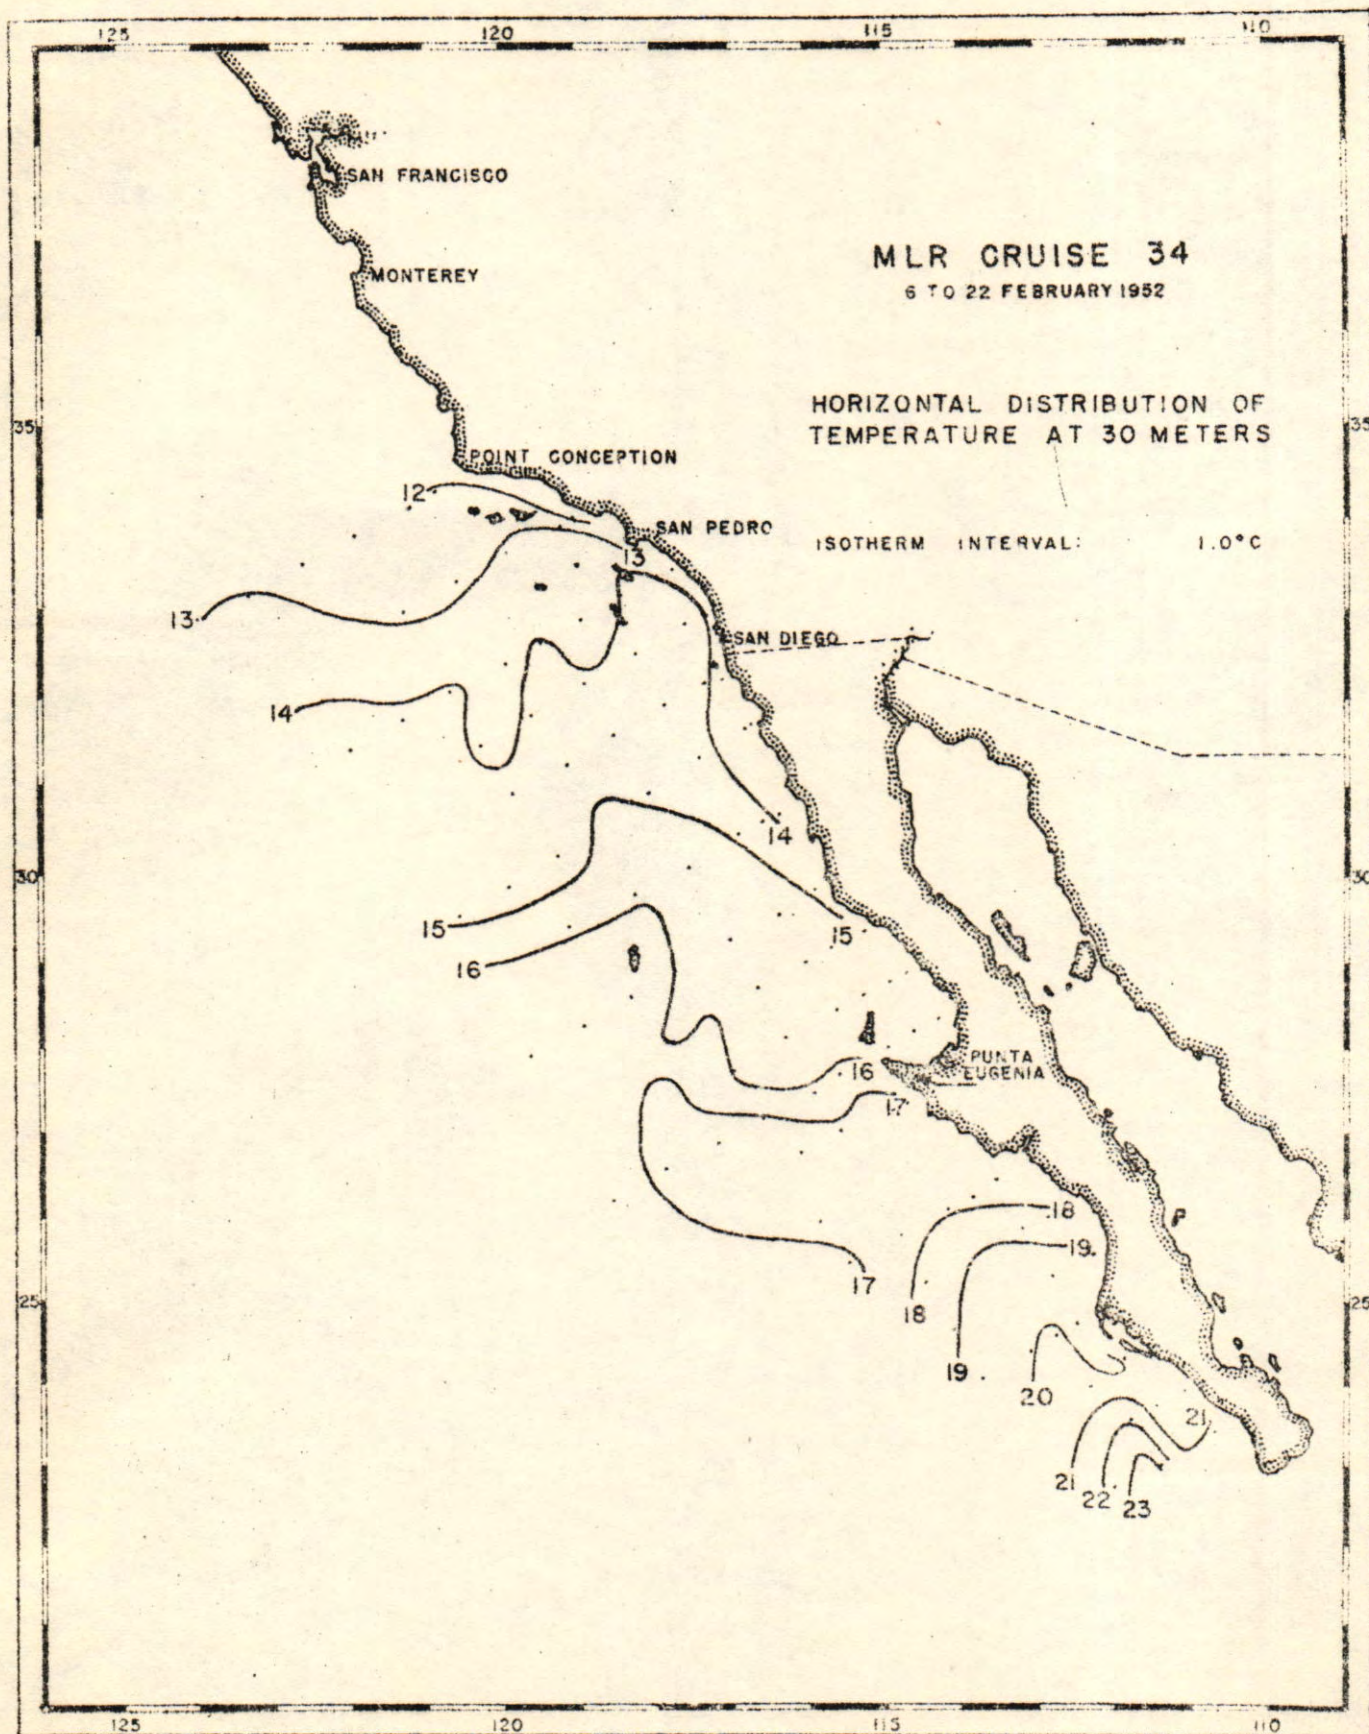 125 120 115 110
SAN FRANCISCO
MLR CRUISE 34
6 TO 22 FEBRUARY 1952
MONTEREY
HORIZONTAL DISTRIBUTION OF
TEMPERATURE AT 30 METERS
35 35
POINT CONCEPTION
12
SAN PEDRO
ISOTHERM INTERVAL: 1.0°C
13
13
SAN DIEGO
14
14
30 30
15
15
16
PUNTA
EUGENIA
16
17
18
19
17
25 25
18
19
20
21
21
22
23
125 120 115 110